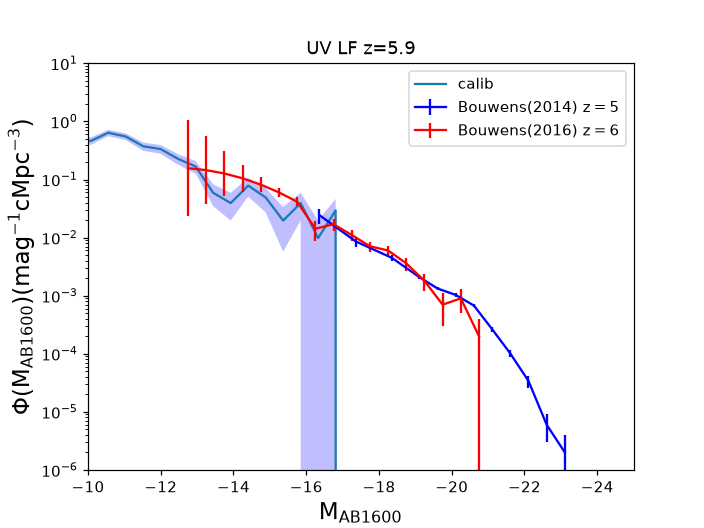 UV LF z=5.9
calib
Bouwens(2014) z = 5
Bouwens(2016) z = 6
Φ(M_AB1600)(mag⁻¹cMpc⁻³)
10¹
10⁰
10⁻¹
10⁻²
10⁻³
10⁻⁴
10⁻⁵
10⁻⁶
−10 −12 −14 −16 −18 −20 −22 −24
M_AB1600